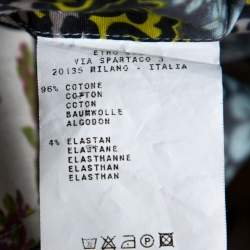 ETRO
VIA SPARTACO 3
20135 MILANO - ITALIA
96% COTONE
COTTON
COTON
BAUMWOLLE
ALGODON
4% ELASTAN
ELASTANE
ELASTHANNE
ELASTHAN
ELASTHAN